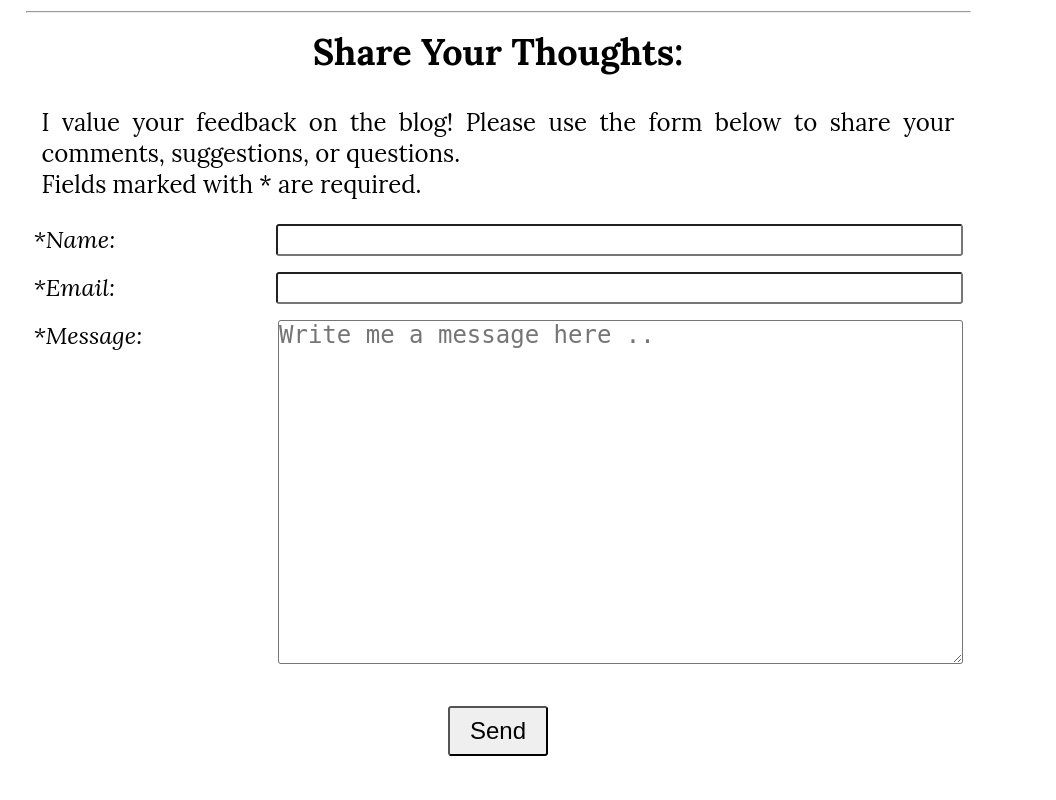 Share Your Thoughts:
I value your feedback on the blog! Please use the form below to share your
comments, suggestions, or questions.
Fields marked with * are required.
*Name:
*Email:
*Message:
Write me a message here ..
Send